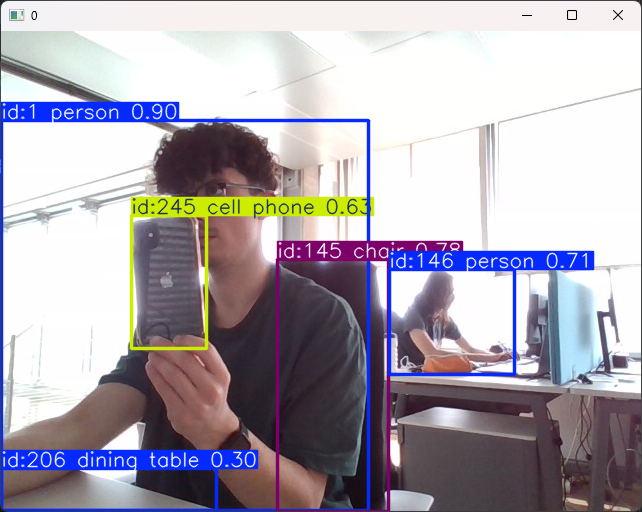 0
id:1 person 0.90
id:245 cell phone 0.63
id:145 chair 0.78
id:146 person 0.71
id:206 dining table 0.30